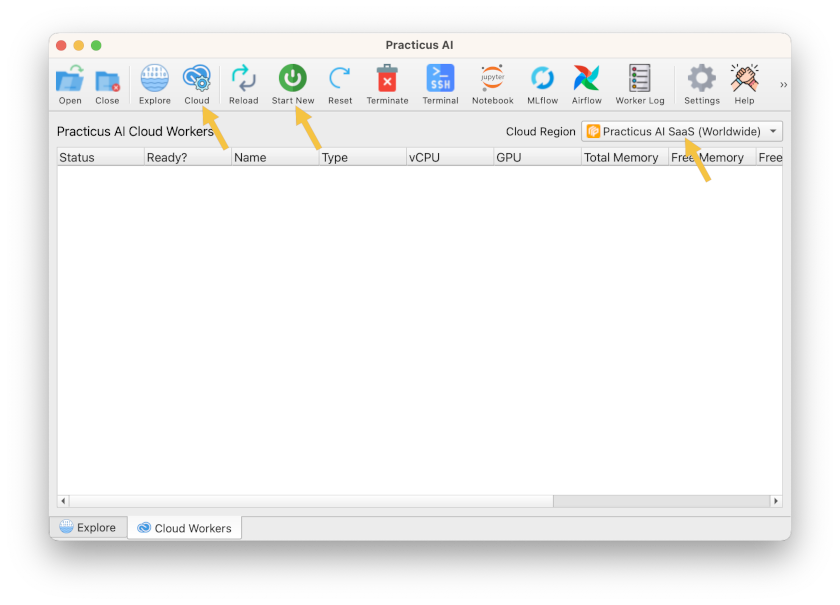 Practicus AI
Open Close Explore Cloud Reload Start New Reset Terminate Terminal Notebook MLflow Airflow Worker Log Settings Help »
SSH
jupyter
Practicus AI Cloud Workers Cloud Region Practicus AI SaaS (Worldwide)
Status Ready? Name Type vCPU GPU Total Memory Free Memory Free
Explore Cloud Workers